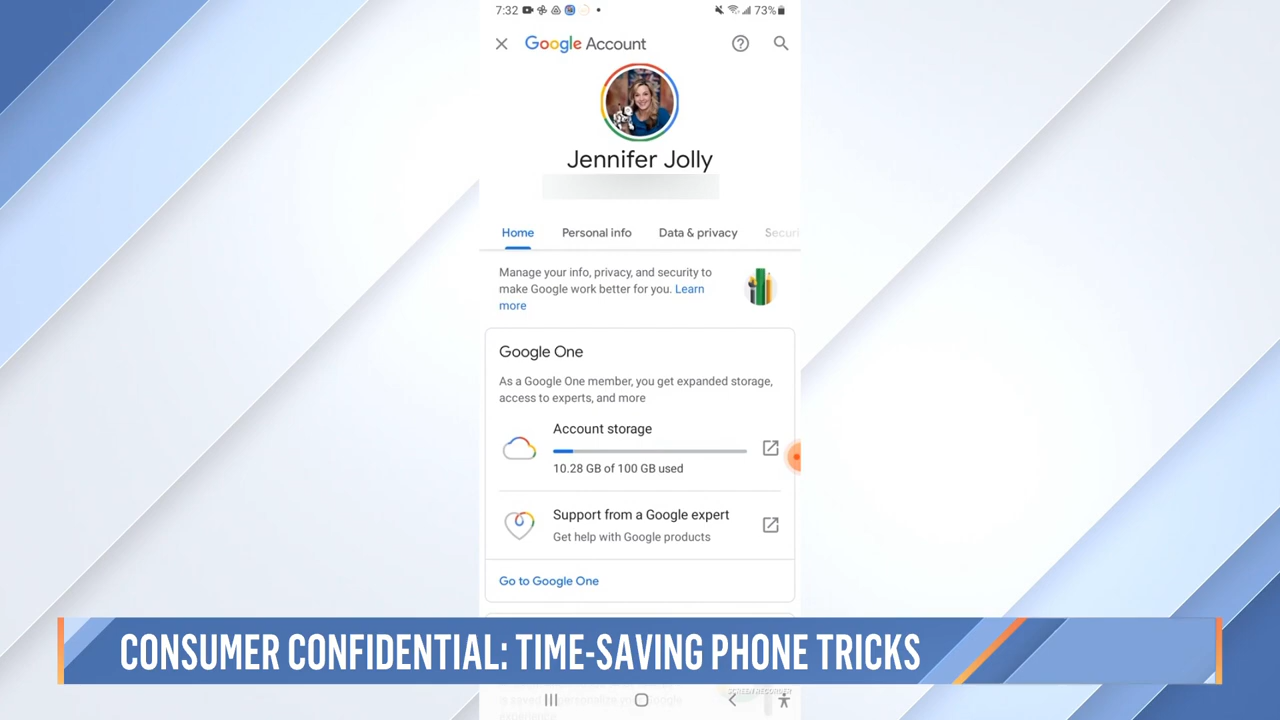 7:32
73%
Google Account
Jennifer Jolly
Home
Personal info
Data & privacy
Securi
Manage your info, privacy, and security to
make Google work better for you. Learn
more
Google One
As a Google One member, you get expanded storage,
access to experts, and more
Account storage
10.28 GB of 100 GB used
Support from a Google expert
Get help with Google products
Go to Google One
CONSUMER CONFIDENTIAL: TIME-SAVING PHONE TRICKS
SCREEN RECORDER